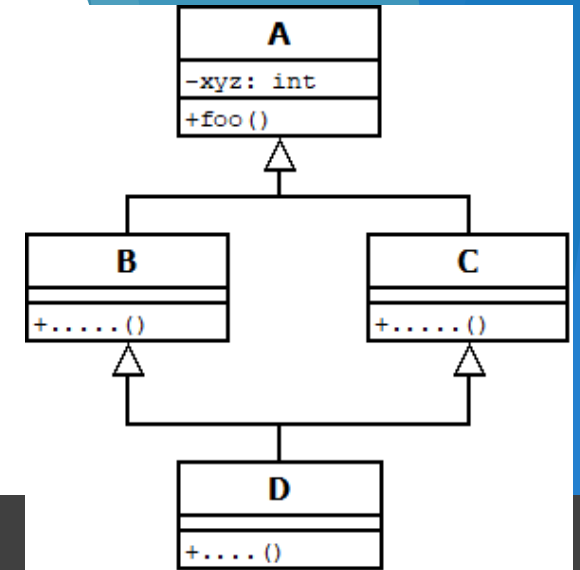 A
-xyz: int
+foo()
B
C
+.....()
+.....()
D
+....()